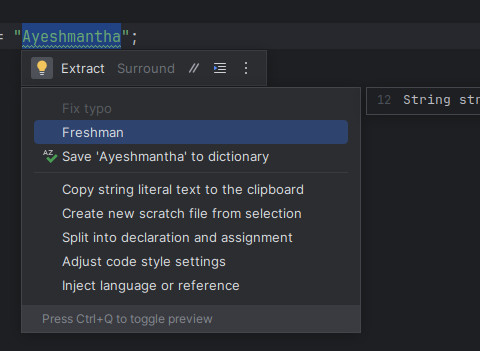 = "Ayeshmantha";
Extract Surround //
Fix typo
12 String str
Freshman
Save 'Ayeshmantha' to dictionary
Copy string literal text to the clipboard
Create new scratch file from selection
Split into declaration and assignment
Adjust code style settings
Inject language or reference
Press Ctrl+Q to toggle preview